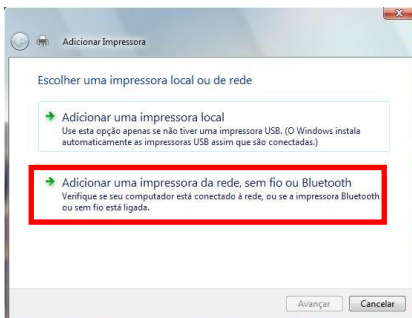 Adicionar Impressora
Escolher uma impressora local ou de rede
Adicionar uma impressora local
Use esta opção apenas se não tiver uma impressora USB. (O Windows instala
automaticamente as impressoras USB assim que são conectadas.)
Adicionar uma impressora da rede, sem fio ou Bluetooth
Verifique se seu computador está conectado à rede, ou se a impressora Bluetooth
ou sem fio está ligada.
Avançar
Cancelar